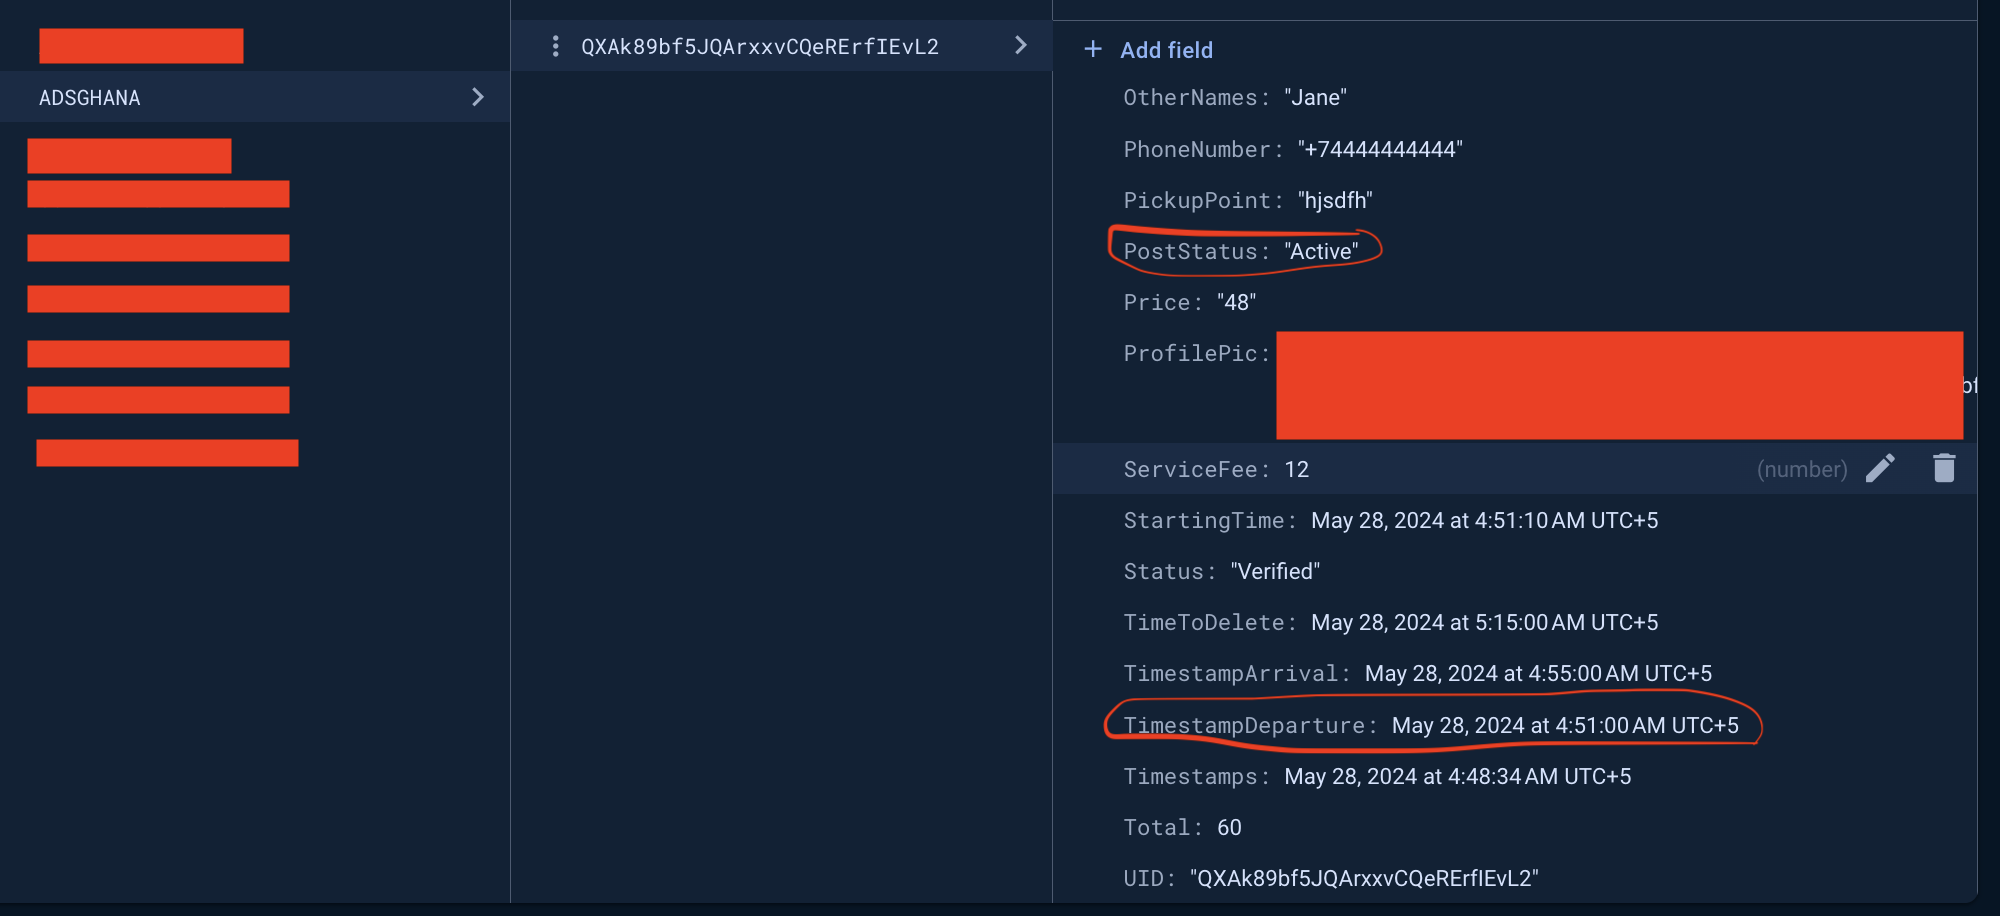 ADSGHANA
QXAk89bf5JQArxxvCQeRErfIEvL2
+ Add field
OtherNames: "Jane"
PhoneNumber: "+74444444444"
PickupPoint: "hjsdfh"
PostStatus: "Active"
Price: "48"
ProfilePic:
bf
ServiceFee: 12 (number)
StartingTime: May 28, 2024 at 4:51:10 AM UTC+5
Status: "Verified"
TimeToDelete: May 28, 2024 at 5:15:00 AM UTC+5
TimestampArrival: May 28, 2024 at 4:55:00 AM UTC+5
TimestampDeparture: May 28, 2024 at 4:51:00 AM UTC+5
Timestamps: May 28, 2024 at 4:48:34 AM UTC+5
Total: 60
UID: "QXAk89bf5JQArxxvCQeRErfIEvL2"